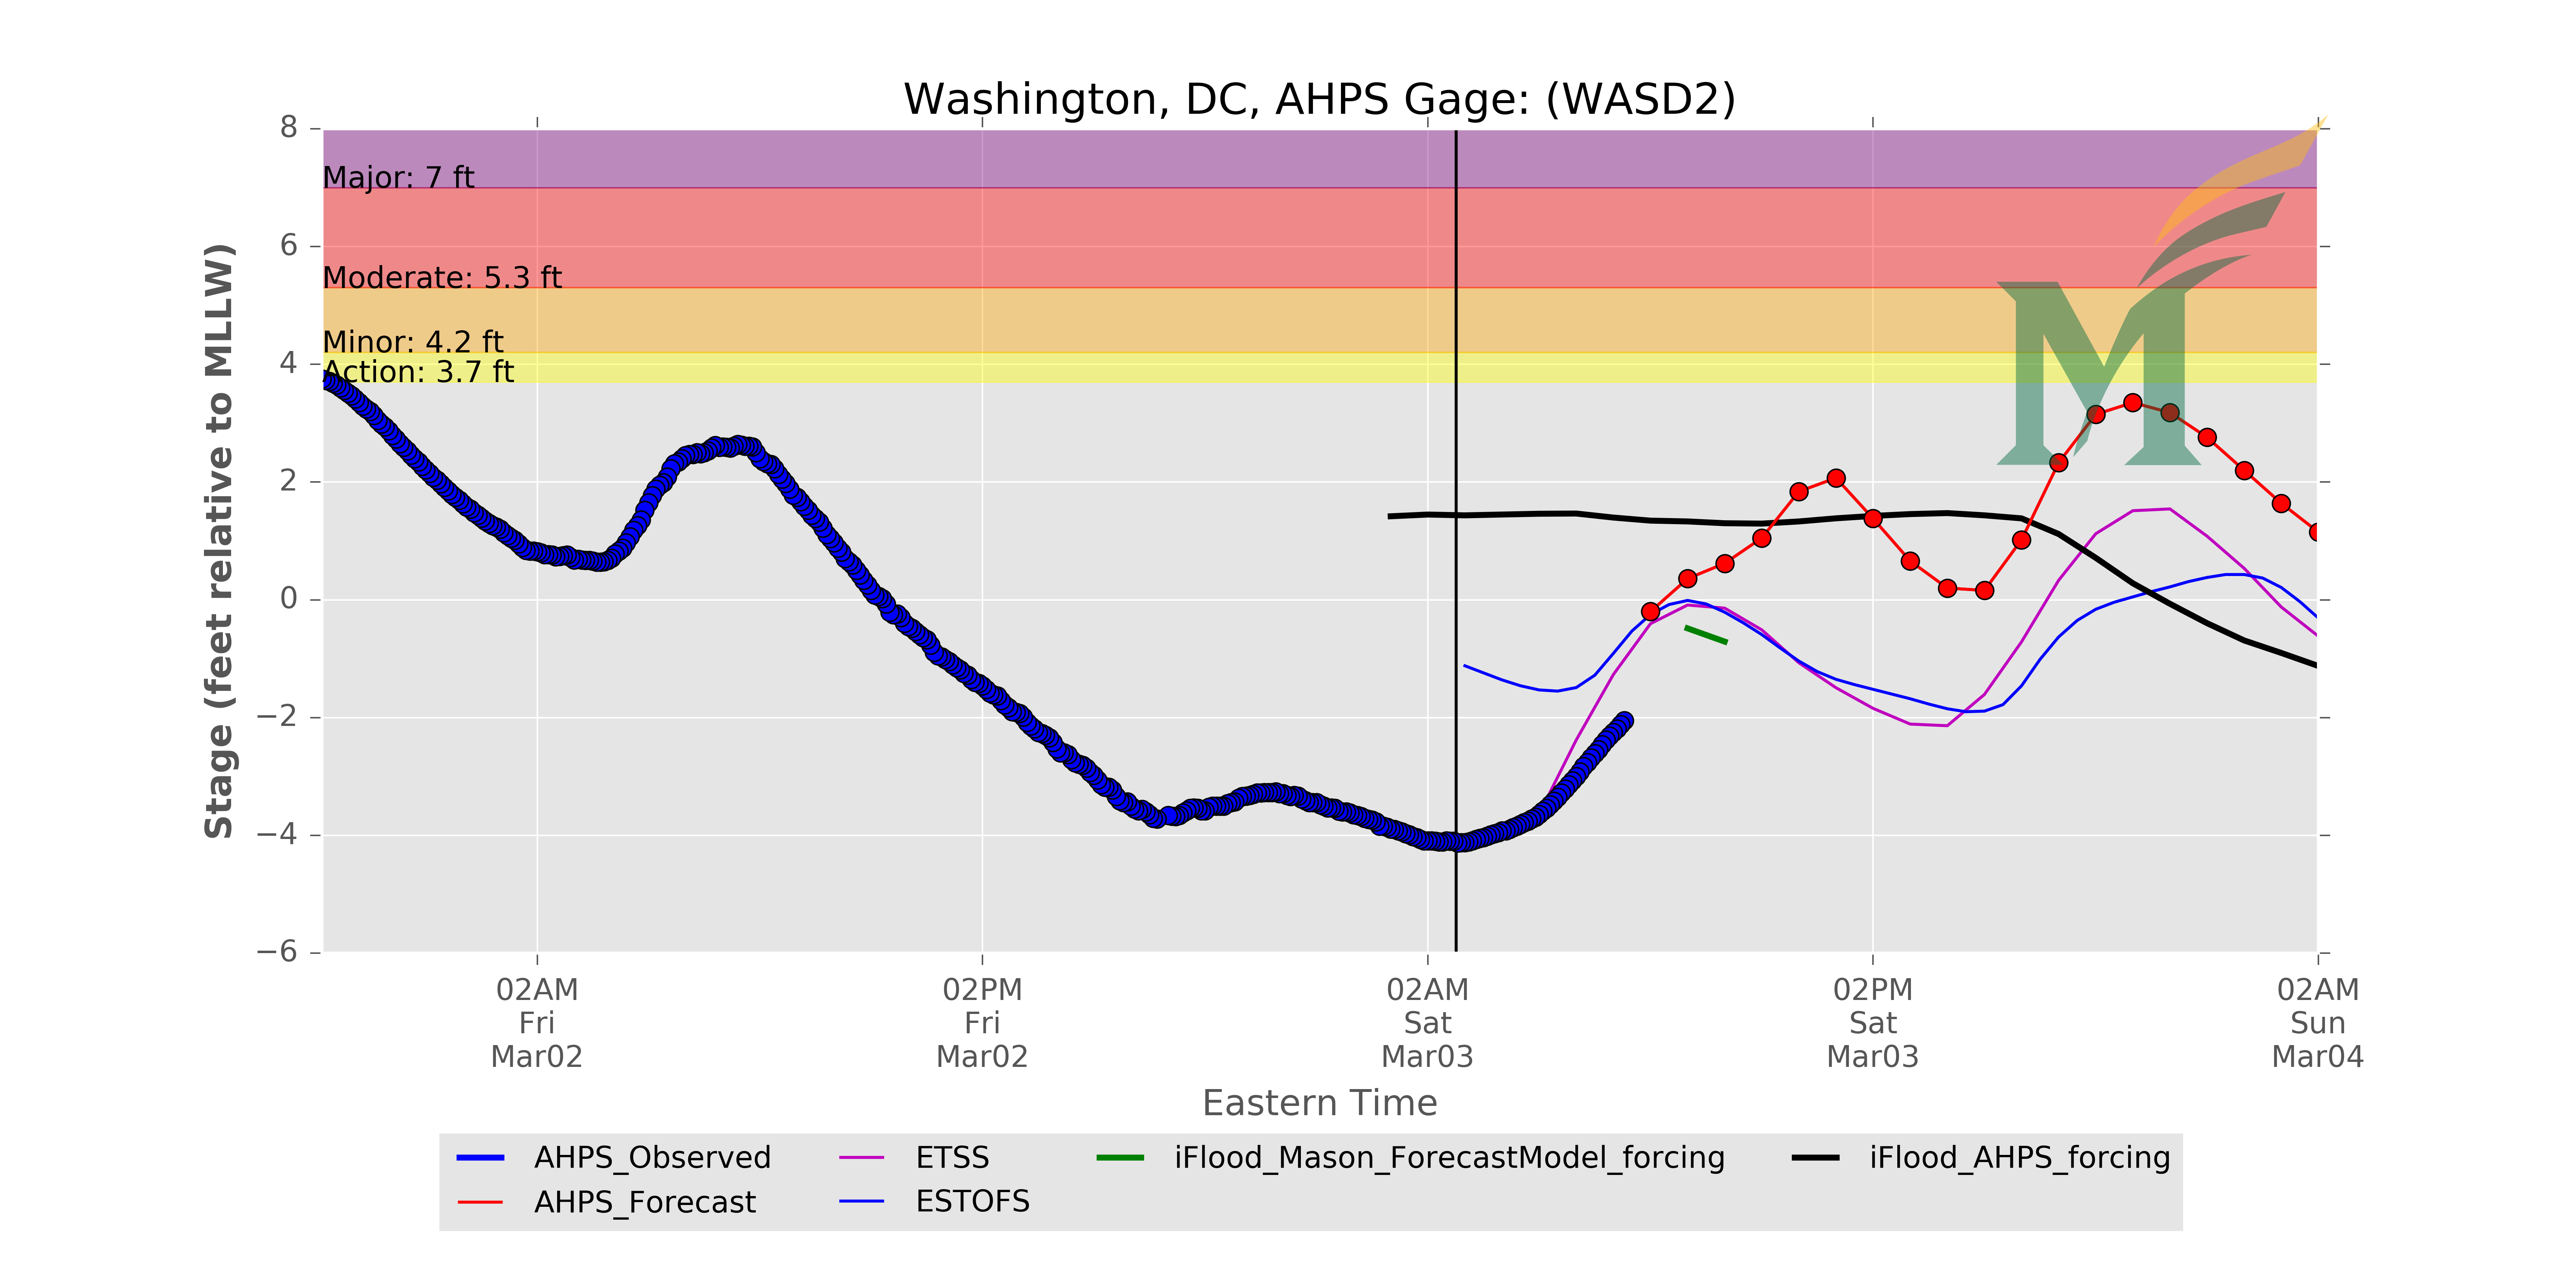 Washington, DC, AHPS Gage: (WASD2)
8
Major: 7 ft
6
Moderate: 5.3 ft
Minor: 4.2 ft
4
Action: 3.7 ft
2
0
−2
−4
−6
Stage (feet relative to MLLW)
02AM 02PM 02AM 02PM 02AM
Fri Fri Sat Sat Sun
Mar02 Mar02 Mar03 Mar03 Mar04
Eastern Time
AHPS_Observed ETSS iFlood_Mason_ForecastModel_forcing iFlood_AHPS_forcing
AHPS_Forecast ESTOFS
M